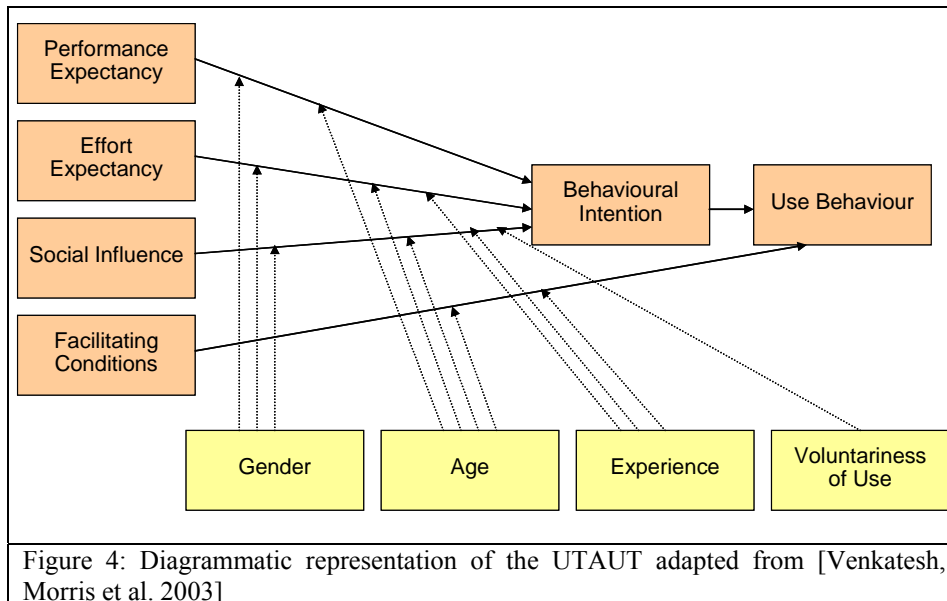 Performance
Expectancy
Effort
Expectancy
Social Influence
Facilitating
Conditions
Behavioural
Intention
Use Behaviour
Gender
Age
Experience
Voluntariness
of Use
Figure 4: Diagrammatic representation of the UTAUT adapted from [Venkatesh,
Morris et al. 2003]